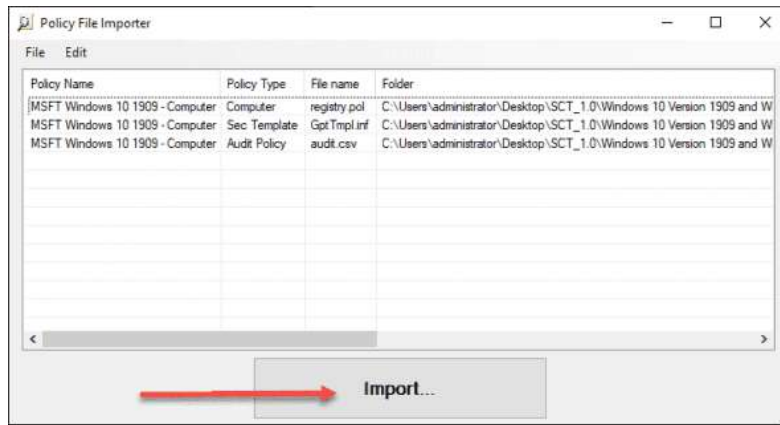 Policy File Importer
File Edit
Policy Name Policy Type File name Folder
MSFT Windows 10 1909 - Computer Computer registry.pol C:\Users\administrator\Desktop\SCT_1.0\Windows 10 Version 1909 and W
MSFT Windows 10 1909 - Computer Sec Template GptTmpl.inf C:\Users\administrator\Desktop\SCT_1.0\Windows 10 Version 1909 and W
MSFT Windows 10 1909 - Computer Audit Policy audit.csv C:\Users\administrator\Desktop\SCT_1.0\Windows 10 Version 1909 and W
Import...